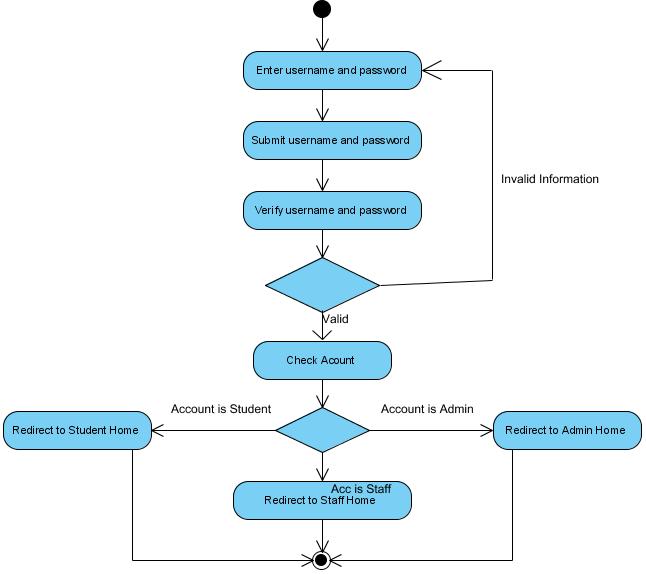 Enter username and password
Submit username and password
Invalid Information
Verify username and password
Valid
Check Acount
Account is Student
Account is Admin
Redirect to Student Home
Redirect to Admin Home
Acc is Staff
Redirect to Staff Home